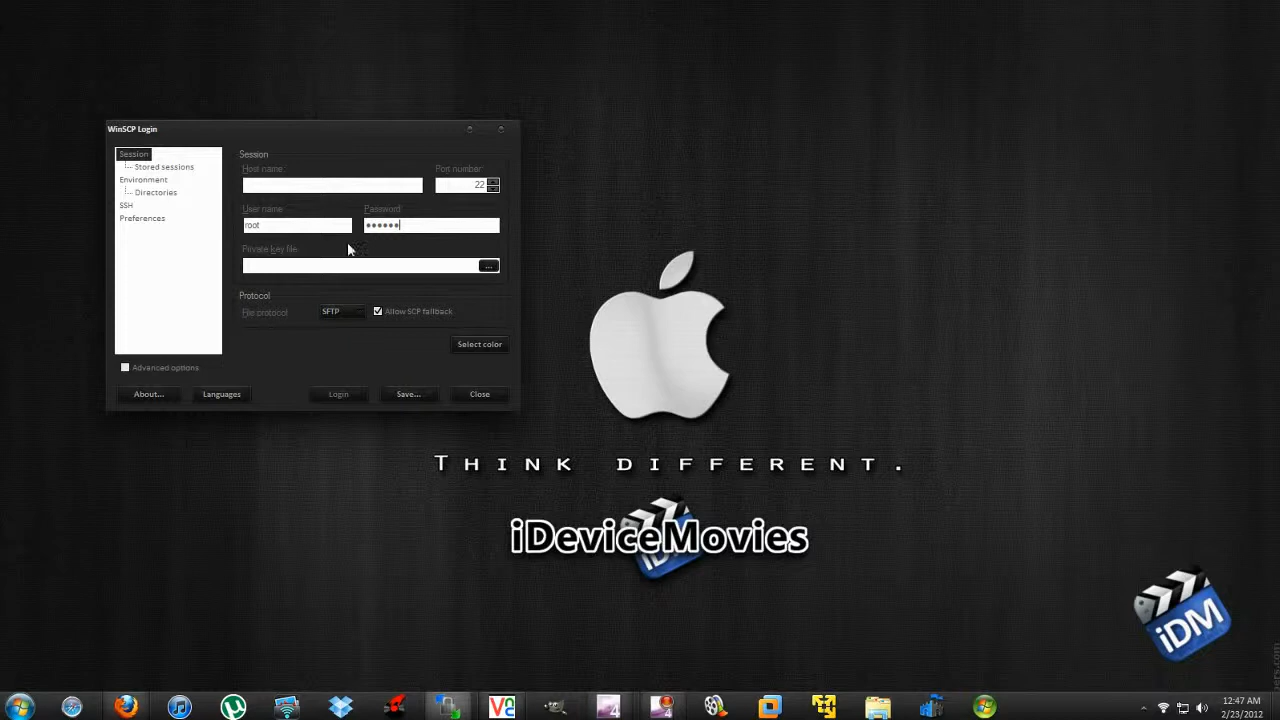 WinSCP Login
Session
Stored sessions
Environment
Directories
SSH
Preferences
Session
Host name:
Port number:
22
User name:
Password:
root
●●●●●●
Private key file:
...
Protocol
File protocol:
SFTP
Allow SCP fallback
Select color
Advanced options
About...
Languages
Login
Save...
Close
THINK DIFFERENT.
iDeviceMovies
iDM
12:47 AM
2/23/2012